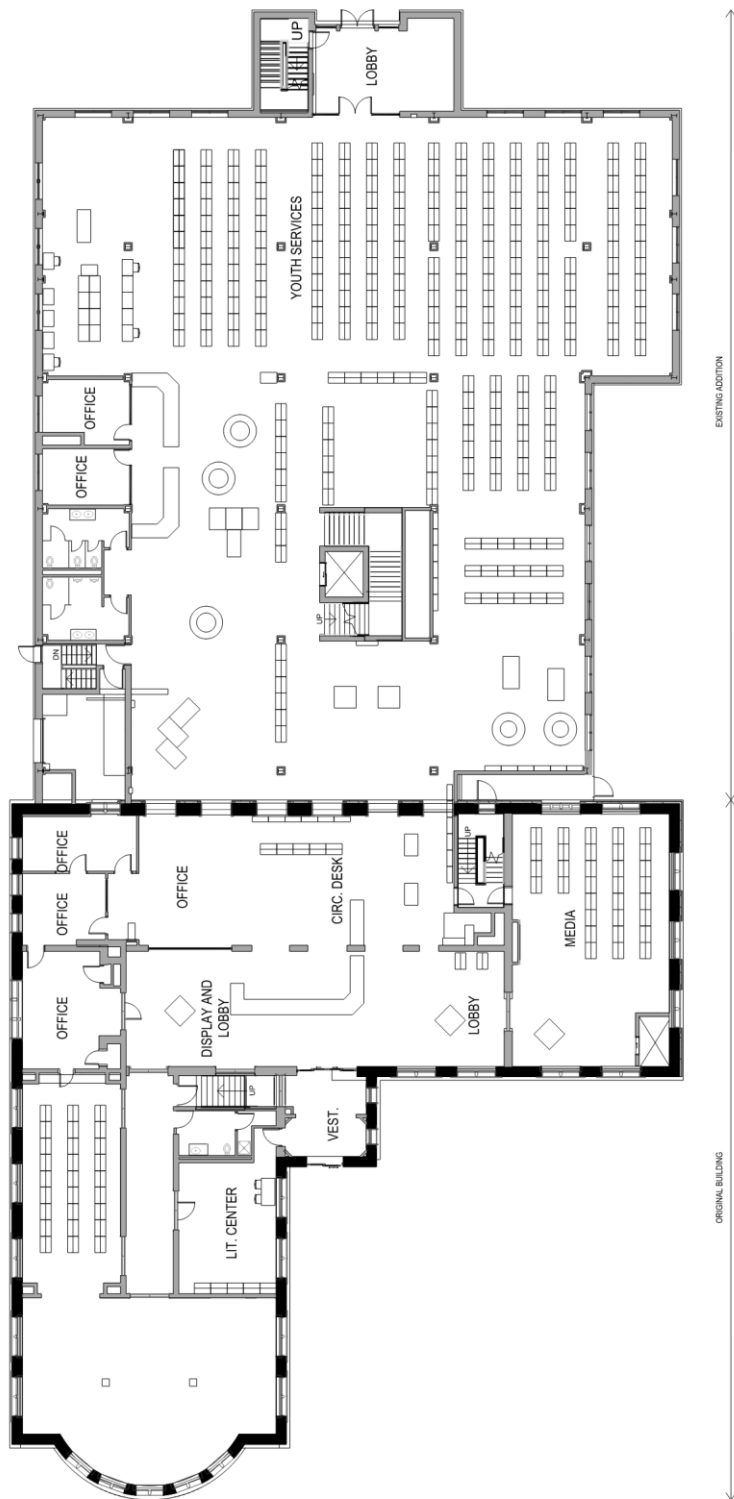 UP
LOBBY
YOUTH SERVICES
OFFICE
OFFICE
UP
DN
EXISTING ADDITION
OFFICE
OFFICE
OFFICE
CIRC. DESK
UP
MEDIA
OFFICE
DISPLAY AND
LOBBY
LOBBY
UP
VEST.
LIT. CENTER
ORIGINAL BUILDING